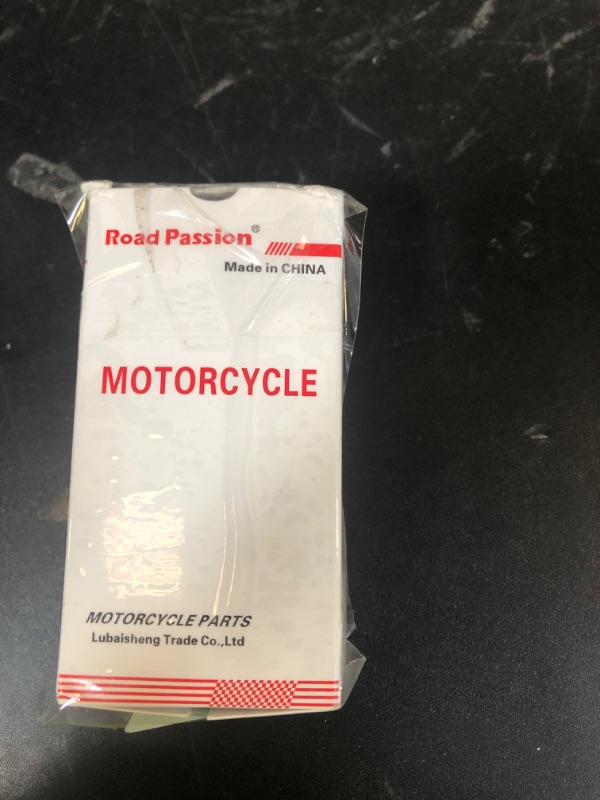 Road Passion®
Made in CHINA
MOTORCYCLE
MOTORCYCLE PARTS
Lubaisheng Trade Co.,Ltd